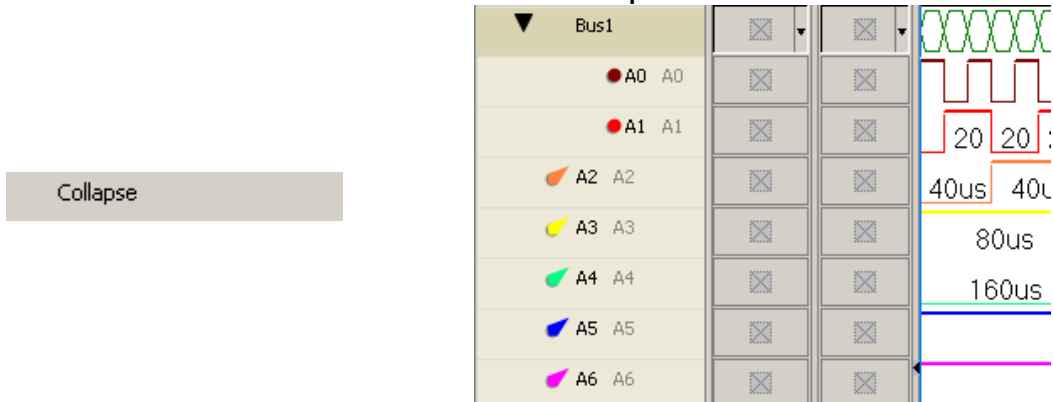 Collapse
Bus1
A0 A0
A1 A1 20 20
A2 A2 40us
A3 A3 80us
A4 A4 160us
A5 A5
A6 A6